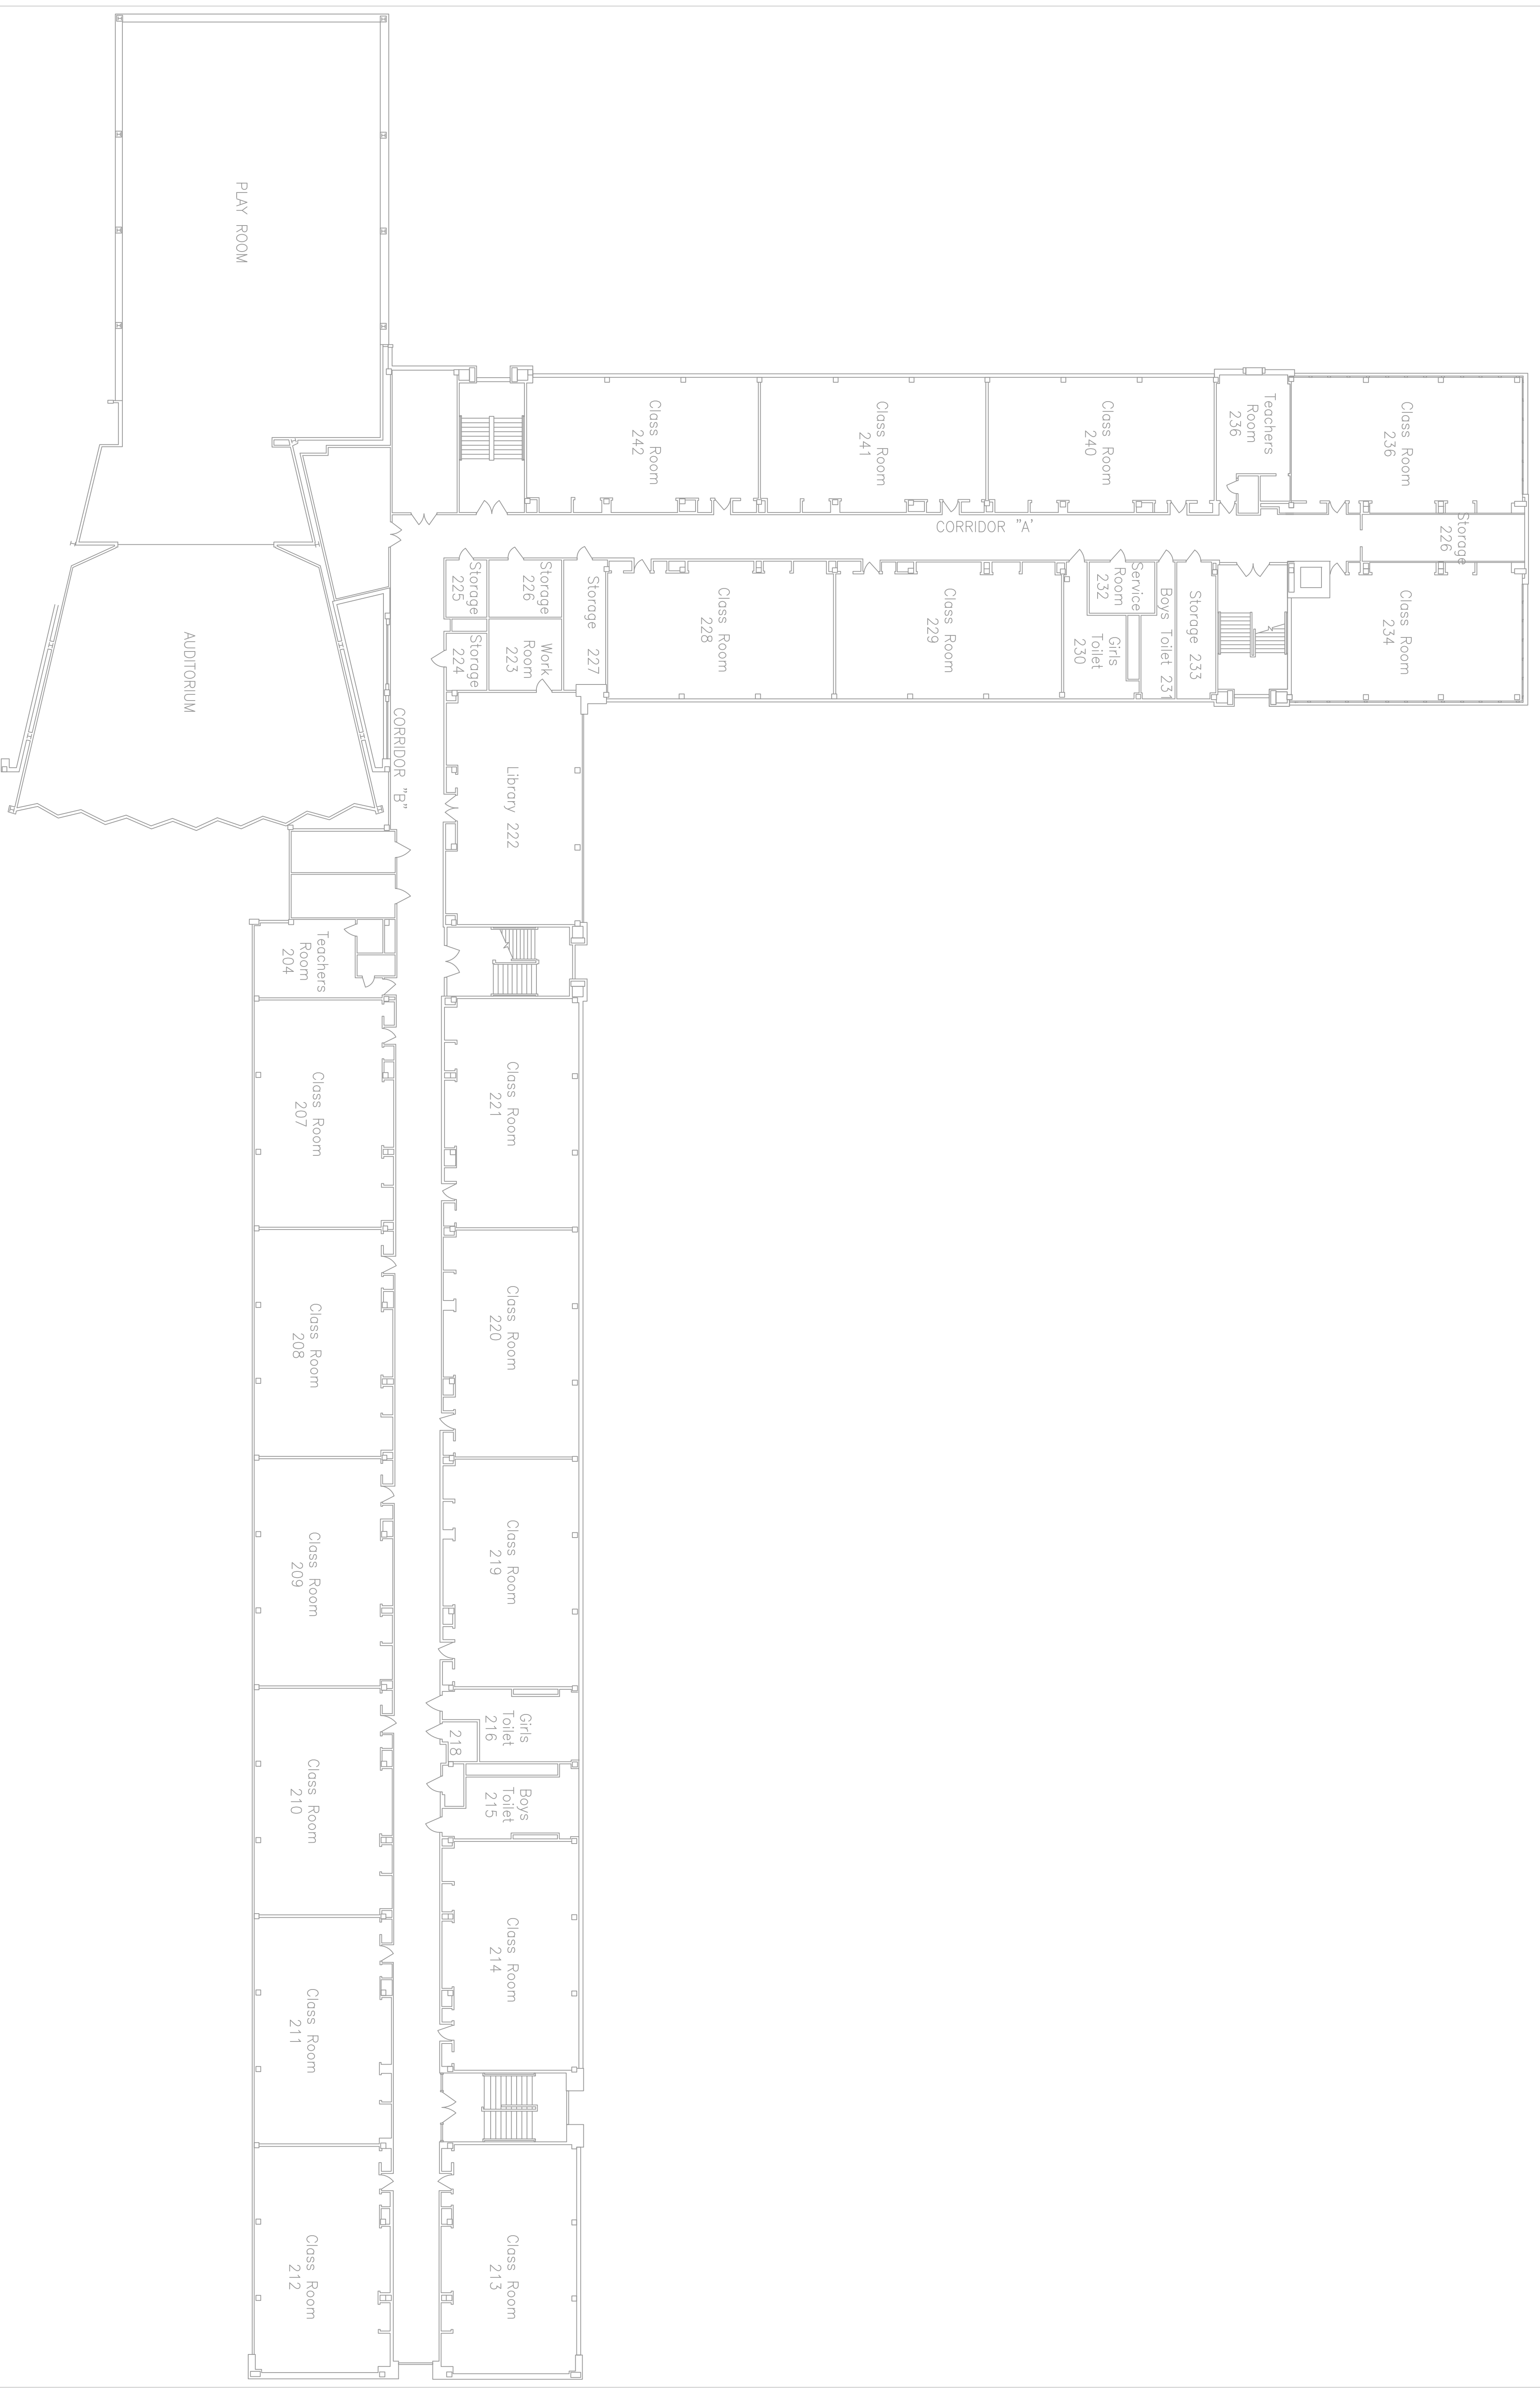 PLAY ROOM
AUDITORIUM
CORRIDOR "A'
CORRIDOR "B"
Class Room
242
Class Room
241
Class Room
240
Teachers
Room
236
Class Room
236
Storage
226
Class Room
234
Storage 233
Boys Toilet 231
Service
Room
232
Girls
Toilet
230
Class Room
229
Class Room
228
Storage 227
Storage
226
Storage
225
Work
Room
223
Storage
224
Library 222
Teachers
Room
204
Class Room
207
Class Room
208
Class Room
209
Class Room
210
Class Room
211
Class Room
212
Class Room
221
Class Room
220
Class Room
219
Girls
Toilet
216
218
Boys
Toilet
215
Class Room
214
Class Room
213